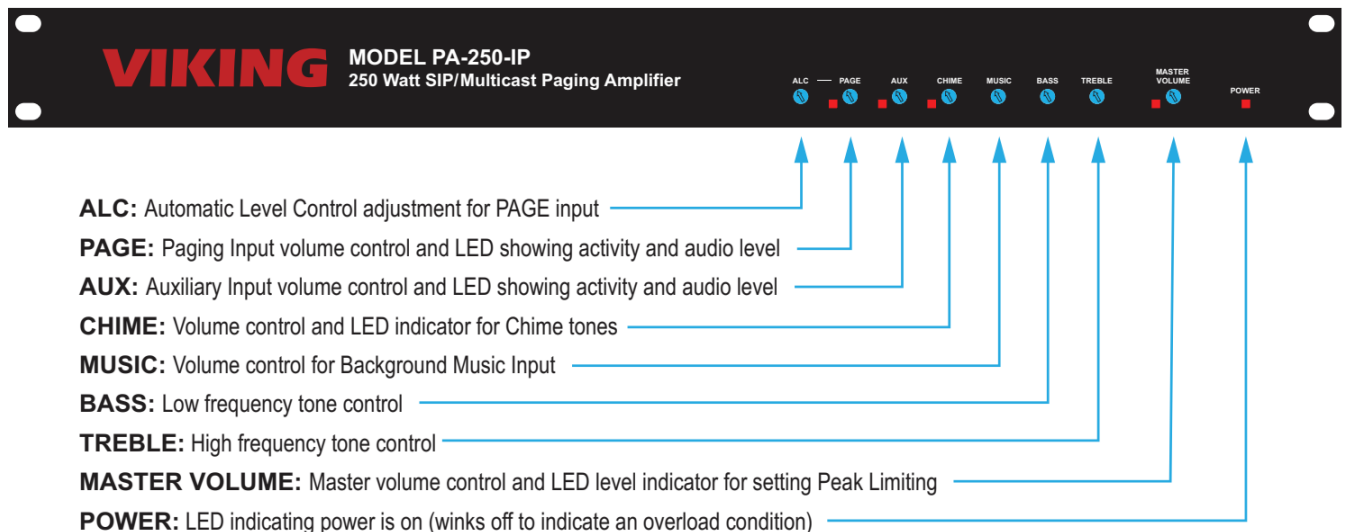 VIKING
MODEL PA-250-IP
250 Watt SIP/Multicast Paging Amplifier
ALC — PAGE AUX CHIME MUSIC BASS TREBLE MASTER VOLUME POWER
ALC: Automatic Level Control adjustment for PAGE input
PAGE: Paging Input volume control and LED showing activity and audio level
AUX: Auxiliary Input volume control and LED showing activity and audio level
CHIME: Volume control and LED indicator for Chime tones
MUSIC: Volume control for Background Music Input
BASS: Low frequency tone control
TREBLE: High frequency tone control
MASTER VOLUME: Master volume control and LED level indicator for setting Peak Limiting
POWER: LED indicating power is on (winks off to indicate an overload condition)